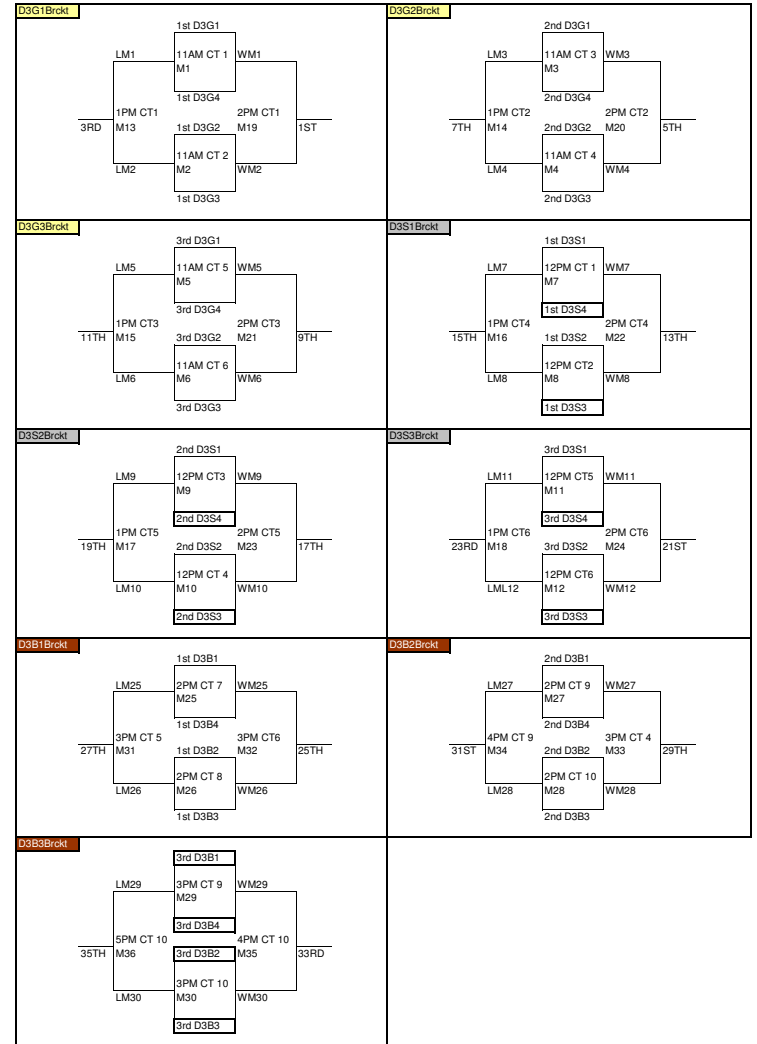 D3G1Brckt
1st D3G1
LM1 11AM CT 1 WM1
M1
1st D3G4
1PM CT1 2PM CT1
3RD M13 1st D3G2 M19 1ST
11AM CT 2
LM2 M2 WM2
1st D3G3
D3G2Brckt
2nd D3G1
LM3 11AM CT 3 WM3
M3
2nd D3G4
1PM CT2 2PM CT2
7TH M14 2nd D3G2 M20 5TH
11AM CT 4
LM4 M4 WM4
2nd D3G3
D3G3Brckt
3rd D3G1
LM5 11AM CT 5 WM5
M5
3rd D3G4
1PM CT3 2PM CT3
11TH M15 3rd D3G2 M21 9TH
11AM CT 6
LM6 M6 WM6
3rd D3G3
D3S1Brckt
1st D3S1
LM7 12PM CT 1 WM7
M7
1st D3S4
1PM CT4 2PM CT4
15TH M16 1st D3S2 M22 13TH
12PM CT2
LM8 M8 WM8
1st D3S3
D3S2Brckt
2nd D3S1
LM9 12PM CT3 WM9
M9
2nd D3S4
1PM CT5 2PM CT5
19TH M17 2nd D3S2 M23 17TH
12PM CT 4
LM10 M10 WM10
2nd D3S3
D3S3Brckt
3rd D3S1
LM11 12PM CT5 WM11
M11
3rd D3S4
1PM CT6 2PM CT6
23RD M18 3rd D3S2 M24 21ST
12PM CT6
LML12 M12 WM12
3rd D3S3
D3B1Brckt
1st D3B1
LM25 2PM CT 7 WM25
M25
1st D3B4
3PM CT 5 3PM CT6
27TH M31 1st D3B2 M32 25TH
2PM CT 8
LM26 M26 WM26
1st D3B3
D3B2Brckt
2nd D3B1
LM27 2PM CT 9 WM27
M27
2nd D3B4
4PM CT 9 3PM CT 4
31ST M34 2nd D3B2 M33 29TH
2PM CT 10
LM28 M28 WM28
2nd D3B3
D3B3Brckt
3rd D3B1
LM29 3PM CT 9 WM29
M29
3rd D3B4
5PM CT 10 4PM CT 10
35TH M36 3rd D3B2 M35 33RD
3PM CT 10
LM30 M30 WM30
3rd D3B3